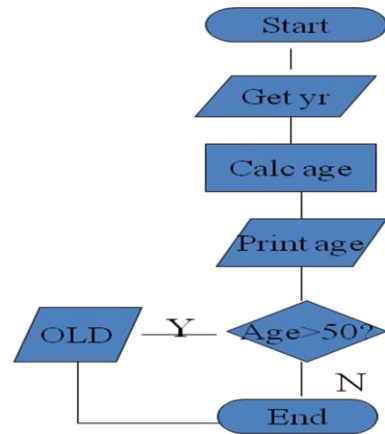 Start
Get yr
Calc age
Print age
OLD
Y
Age>50?
N
End